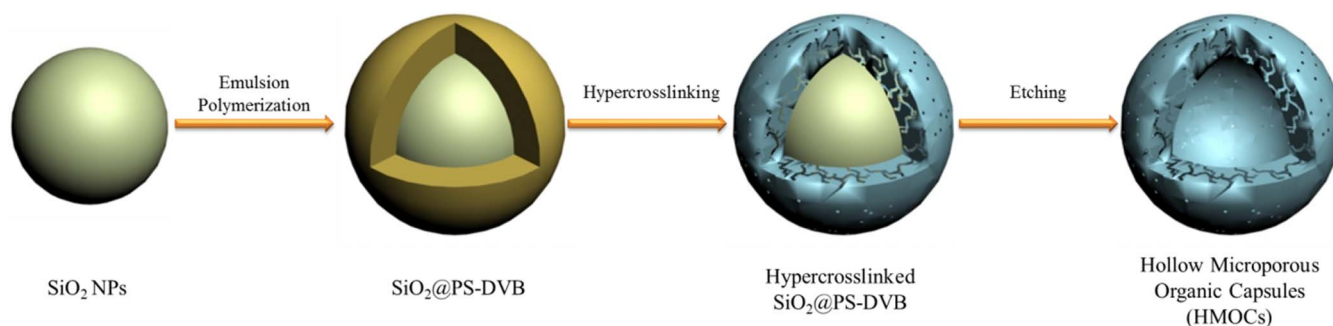 Emulsion
Polymerization
Hypercrosslinking
Etching
SiO₂ NPs
SiO₂@PS-DVB
Hypercrosslinked
SiO₂@PS-DVB
Hollow Microporous
Organic Capsules
(HMOCs)